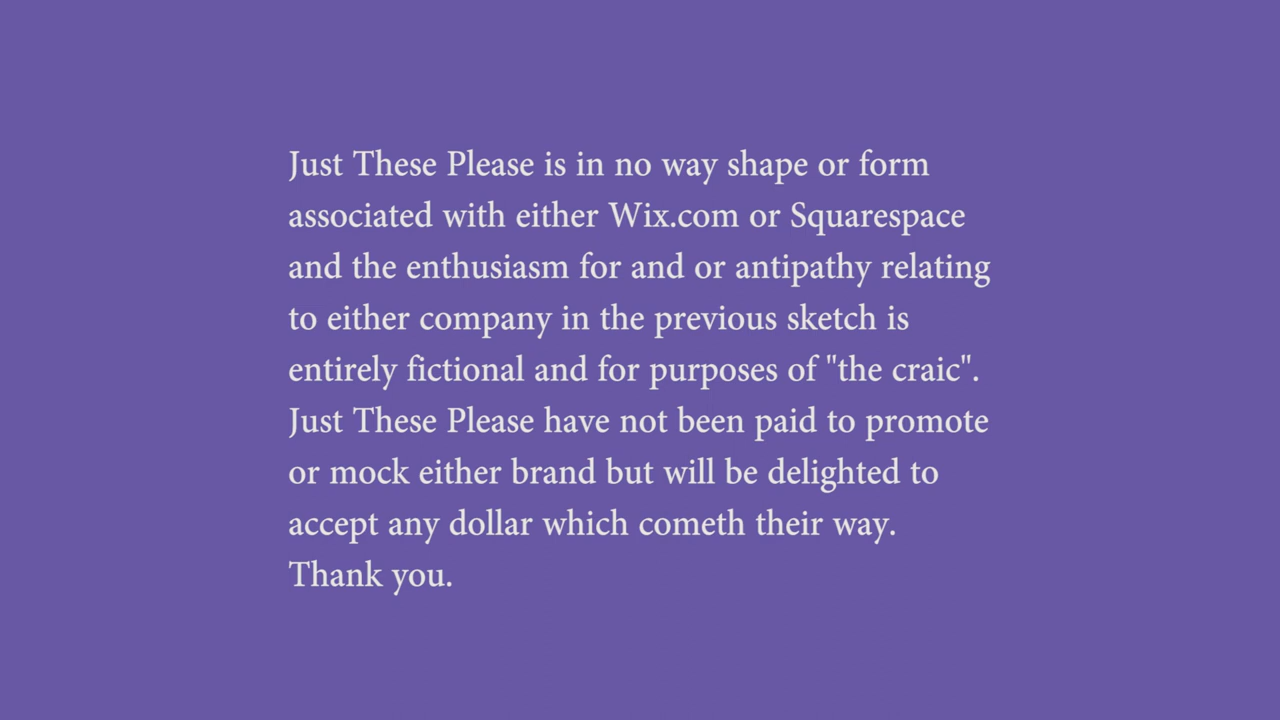 Just These Please is in no way shape or form
associated with either Wix.com or Squarespace
and the enthusiasm for and or antipathy relating
to either company in the previous sketch is
entirely fictional and for purposes of "the craic".
Just These Please have not been paid to promote
or mock either brand but will be delighted to
accept any dollar which cometh their way.
Thank you.